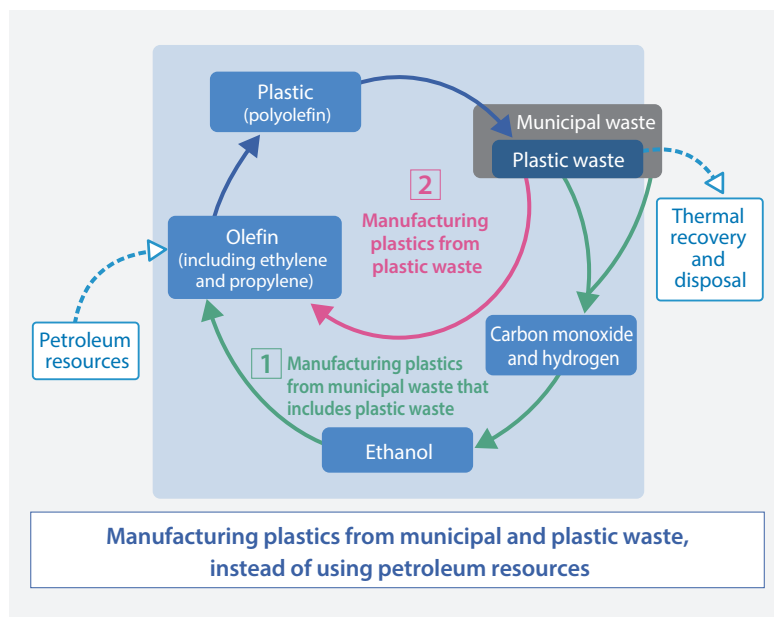 Plastic
(polyolefin)
Municipal waste
Plastic waste
2
Manufacturing
plastics from
plastic waste
Thermal
recovery
and
disposal
Olefin
(including ethylene
and propylene)
Petroleum
resources
Carbon monoxide
and hydrogen
1
Manufacturing plastics
from municipal waste that
includes plastic waste
Ethanol
Manufacturing plastics from municipal and plastic waste,
instead of using petroleum resources